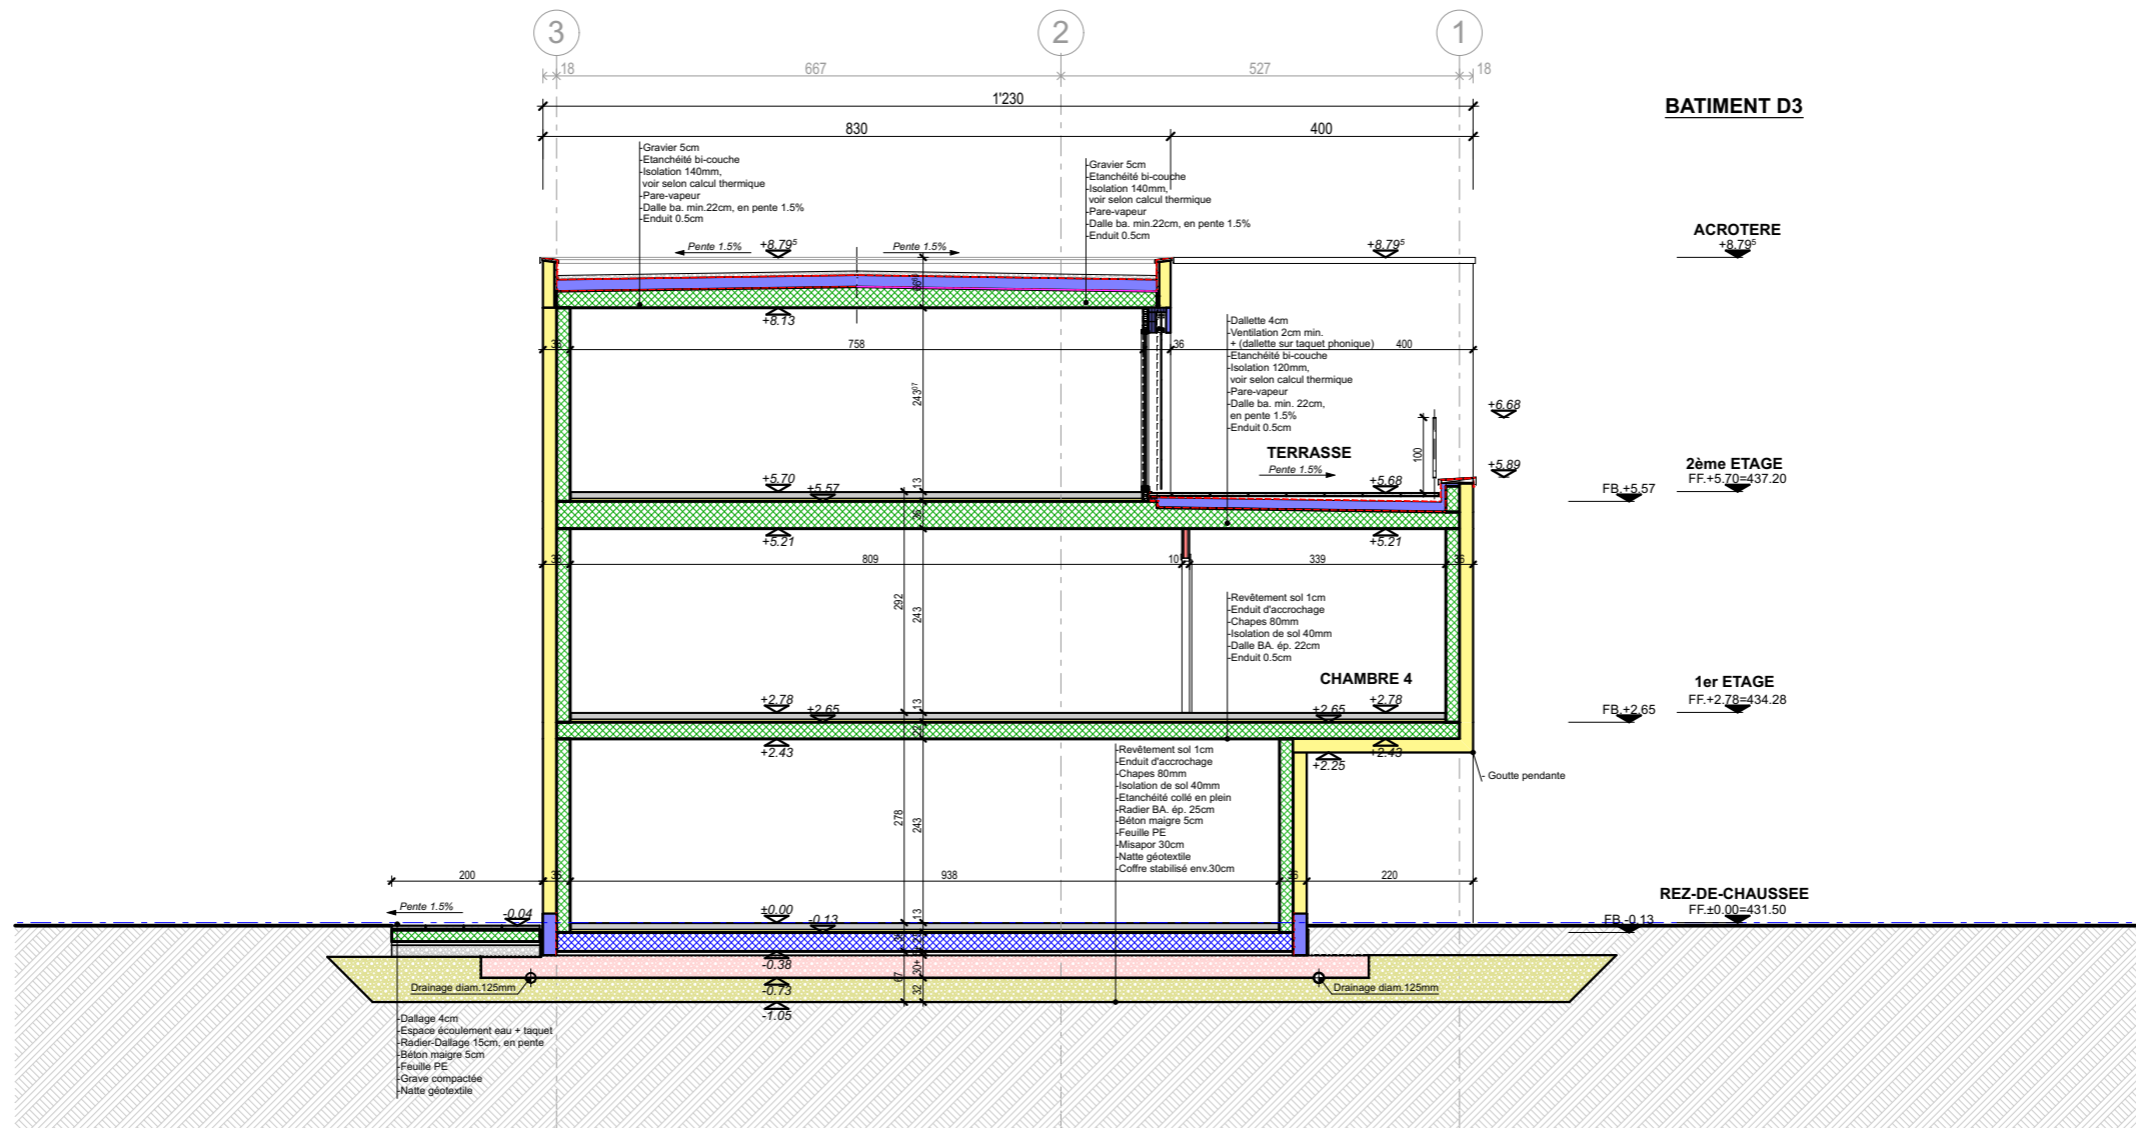 3
2
1
18
667
527
18
1'230
BATIMENT D3
830
400
-Gravier 5cm
-Etanchéité bi-couche
-Isolation 140mm,
voir selon calcul thermique
-Pare-vapeur
-Dalle ba. min.22cm, en pente 1.5%
-Enduit 0.5cm
-Gravier 5cm
-Etanchéité bi-couche
-Isolation 140mm,
voir selon calcul thermique
-Pare-vapeur
-Dalle ba. min.22cm, en pente 1.5%
-Enduit 0.5cm
Pente 1.5%
+8.79⁵
Pente 1.5%
+8.79⁵
ACROTERE
+8.79⁵
+8.13
36
758
36
400
243⁰⁷
-Dallette 4cm
-Ventilation 2cm min.
+ (dallette sur taquet phonique)
-Etanchéité bi-couche
-Isolation 120mm,
voir selon calcul thermique
-Pare-vapeur
-Dalle ba. min. 22cm,
en pente 1.5%
-Enduit 0.5cm
+6.68
100
TERRASSE
Pente 1.5%
+5.89
2ème ETAGE
FF.+5.70=437.20
FB.+5.57
+5.70
+5.57
13
+5.68
36
+5.21
+5.21
36
809
10
339
36
292
243
-Revêtement sol 1cm
-Enduit d'accrochage
-Chapes 80mm
-Isolation de sol 40mm
-Dalle BA. ép. 22cm
-Enduit 0.5cm
CHAMBRE 4
1er ETAGE
FF.+2.78=434.28
FB.+2.65
+2.78
+2.65
13
+2.65
+2.78
22
+2.43
+2.43
+2.25
- Goutte pendante
-Revêtement sol 1cm
-Enduit d'accrochage
-Chapes 80mm
-Isolation de sol 40mm
-Etanchéité collé en plein
-Radier BA. ép. 25cm
-Béton maigre 5cm
-Feuille PE
-Misapor 30cm
-Natte géotextile
-Coffre stabilisé env.30cm
278
243
200
36
938
36
220
REZ-DE-CHAUSSEE
FF.±0.00=431.50
FB.-0.13
Pente 1.5%
-0.04
±0.00
-0.13
13
-0.38
30+
67
-0.73
32
-1.05
Drainage diam.125mm
Drainage diam.125mm
-Dallage 4cm
-Espace écoulement eau + taquet
-Radier-Dallage 15cm, en pente
-Béton maigre 5cm
-Feuille PE
-Grave compactée
-Natte géotextile